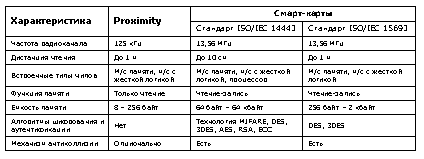 Характеристика Proximity Смарт-карты
Стандарт ISO/IEC 14443 Стандарт ISO/IEC 15693
Частота радиоканала 125 кГц 13,56 МГц 13,56 МГц
Дистанция чтения До 1 м До 10 см До 1 м
Встроенные типы чипов М/с памяти, м/с с жесткой логикой М/с памяти, м/с с жесткой логикой, процессор М/с памяти, м/с с жесткой логикой
Функция памяти Только чтение Чтение-запись Чтение-запись
Емкость памяти 8 – 256 байт 64 байт – 64 кбайт 256 байт – 2 кбайт
Алгоритмы шифрования и аутентификации Нет Технология MIFARE, DES, 3DES, AES, RSA, ECC DES, 3DES
Механизм антиколлизии Опционально Есть Есть